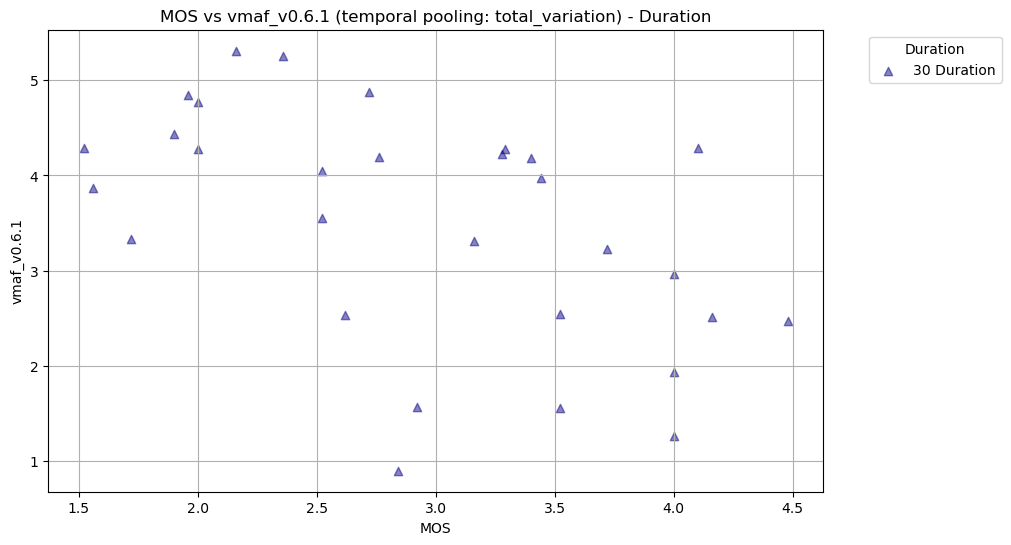 MOS vs vmaf_v0.6.1 (temporal pooling: total_variation) - Duration
Duration
30 Duration
vmaf_v0.6.1
5
4
3
2
1
1.5 2.0 2.5 3.0 3.5 4.0 4.5
MOS